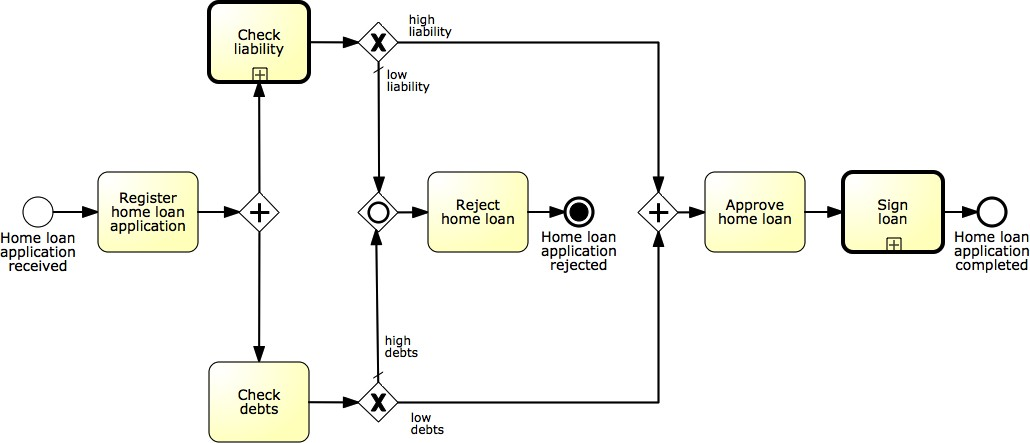 Check
liability
high
liability
low
liability
Register
home loan
application
Reject
home loan
Approve
home loan
Sign
loan
Home loan
application
received
Home loan
application
rejected
Home loan
application
completed
high
debts
Check
debts
low
debts